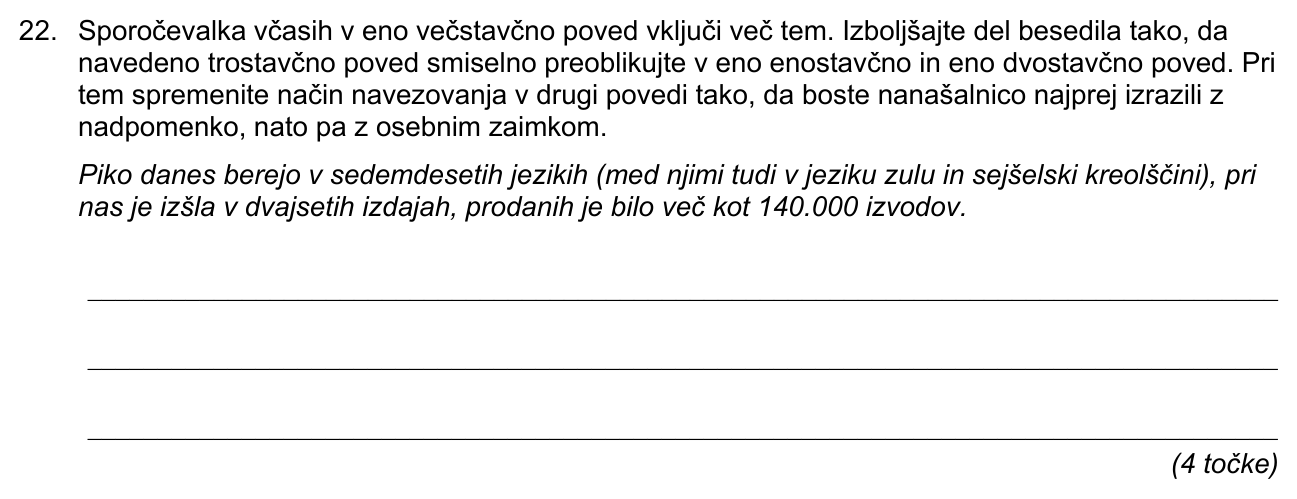 22. Sporočevalka včasih v eno večstavčno poved vključi več tem. Izboljšajte del besedila tako, da
navedeno trostavčno poved smiselno preoblikujte v eno enostavčno in eno dvostavčno poved. Pri
tem spremenite način navezovanja v drugi povedi tako, da boste nanašalnico najprej izrazili z
nadpomenko, nato pa z osebnim zaimkom.
Piko danes berejo v sedemdesetih jezikih (med njimi tudi v jeziku zulu in sejšelski kreolščini), pri
nas je izšla v dvajsetih izdajah, prodanih je bilo več kot 140.000 izvodov.
(4 točke)